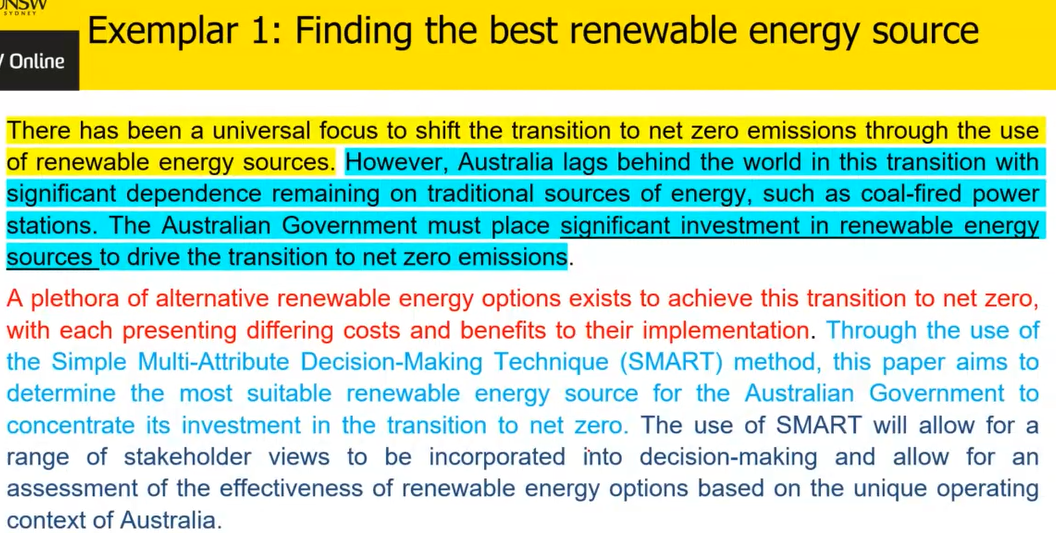 UNSW
SYDNEY
Exemplar 1: Finding the best renewable energy source
Online
There has been a universal focus to shift the transition to net zero emissions through the use
of renewable energy sources. However, Australia lags behind the world in this transition with
significant dependence remaining on traditional sources of energy, such as coal-fired power
stations. The Australian Government must place significant investment in renewable energy
sources to drive the transition to net zero emissions.
A plethora of alternative renewable energy options exists to achieve this transition to net zero,
with each presenting differing costs and benefits to their implementation. Through the use of
the Simple Multi-Attribute Decision-Making Technique (SMART) method, this paper aims to
determine the most suitable renewable energy source for the Australian Government to
concentrate its investment in the transition to net zero. The use of SMART will allow for a
range of stakeholder views to be incorporated into decision-making and allow for an
assessment of the effectiveness of renewable energy options based on the unique operating
context of Australia.